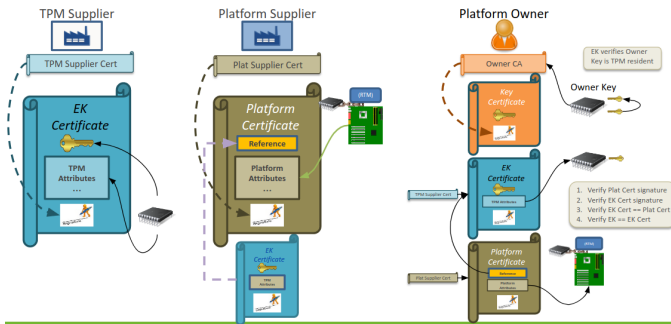 TPM Supplier
TPM Supplier Cert
EK
Certificate
TPM
Attributes
...
Platform Supplier
Plat Supplier Cert
Platform
Certificate
Reference
Platform
Attributes
...
(RTM)
EK
Certificate
TPM
Attributes
Platform Owner
Owner CA
EK verifies Owner
Key is TPM resident
Key
Certificate
Owner Key
EK
Certificate
TPM Attributes
TPM Supplier Cert
1. Verify Plat Cert signature
2. Verify EK Cert signature
3. Verify EK Cert == Plat Cert
4. Verify EK == EK Cert
Platform
Certificate
Reference
Platform
Attributes
Plat Supplier Cert
(RTM)